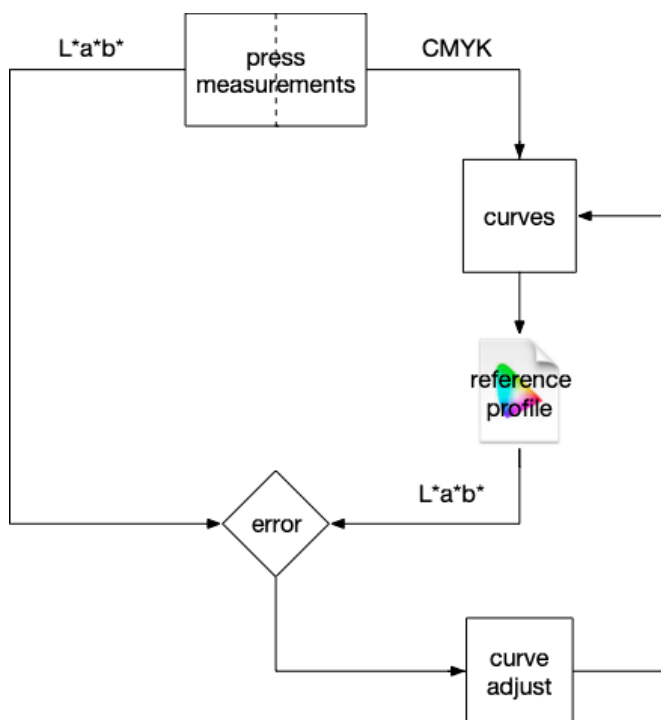 L*a*b*
press
measurements
CMYK
curves
reference
profile
L*a*b*
error
curve
adjust